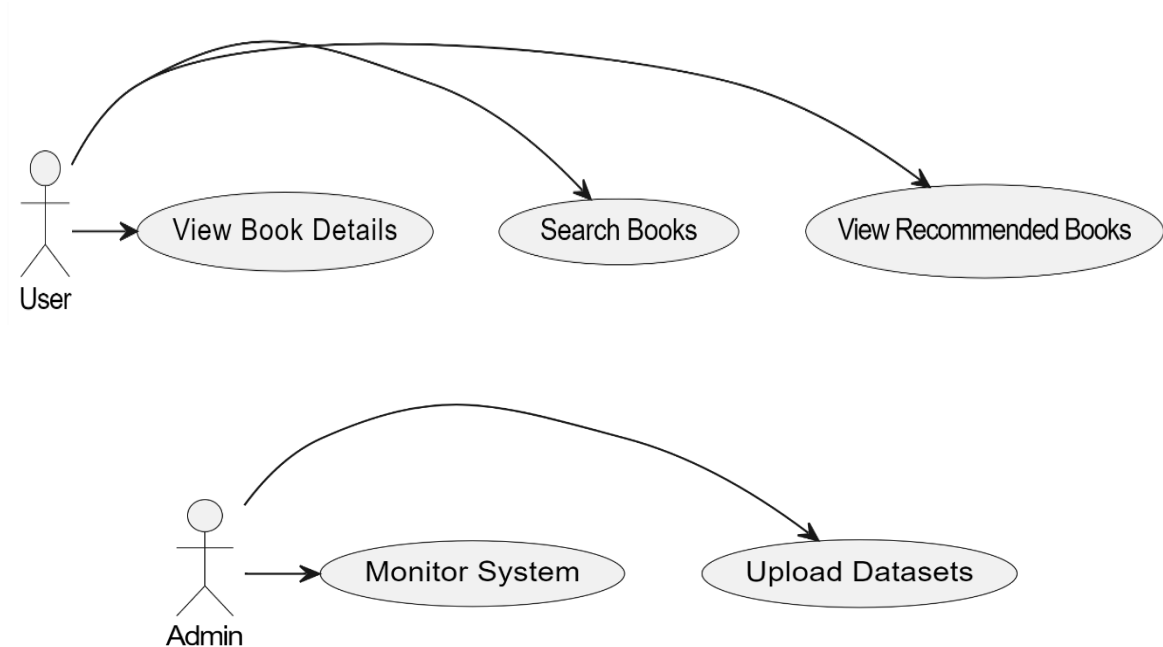 View Book Details
Search Books
View Recommended Books
User
Monitor System
Upload Datasets
Admin